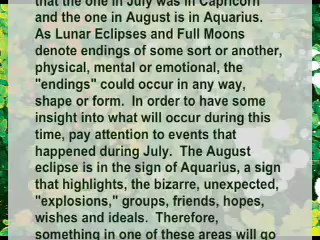 that the one in July was in Capricorn
and the one in August is in Aquarius.
As Lunar Eclipses and Full Moons
denote endings of some sort or another,
physical, mental or emotional, the
"endings" could occur in any way,
shape or form.  In order to have some
insight into what will occur during this
time, pay attention to events that
happened during July.  The August
eclipse is in the sign of Aquarius, a sign
that highlights, the bizarre, unexpected,
"explosions," groups, friends, hopes,
wishes and ideals.  Therefore,
something in one of these areas will go